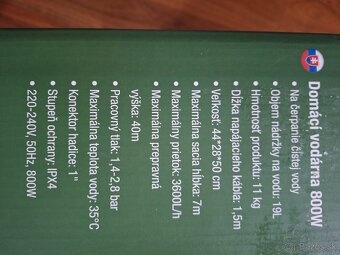 Domáci vodárna 800W
• Na čerpanie čistej vody
• Objem nádržky na vodu: 19L
• Hmotnosť produktu: 11 kg
• Dĺžka napájacieho kábla: 1,5m
• Veľkosť: 44*28*50 cm
• Maximálna sacia hĺbka: 7m
• Maximálny prietok: 3600L/h
• Maximálna prepravná
výška: 40m
• Pracovný tlak: 1,4-2,8 bar
• Maximálna teplota vody: 35°C
• Konektor hadice: 1"
• Stupeň ochrany: IPX4
• 220-240V, 50Hz, 800W